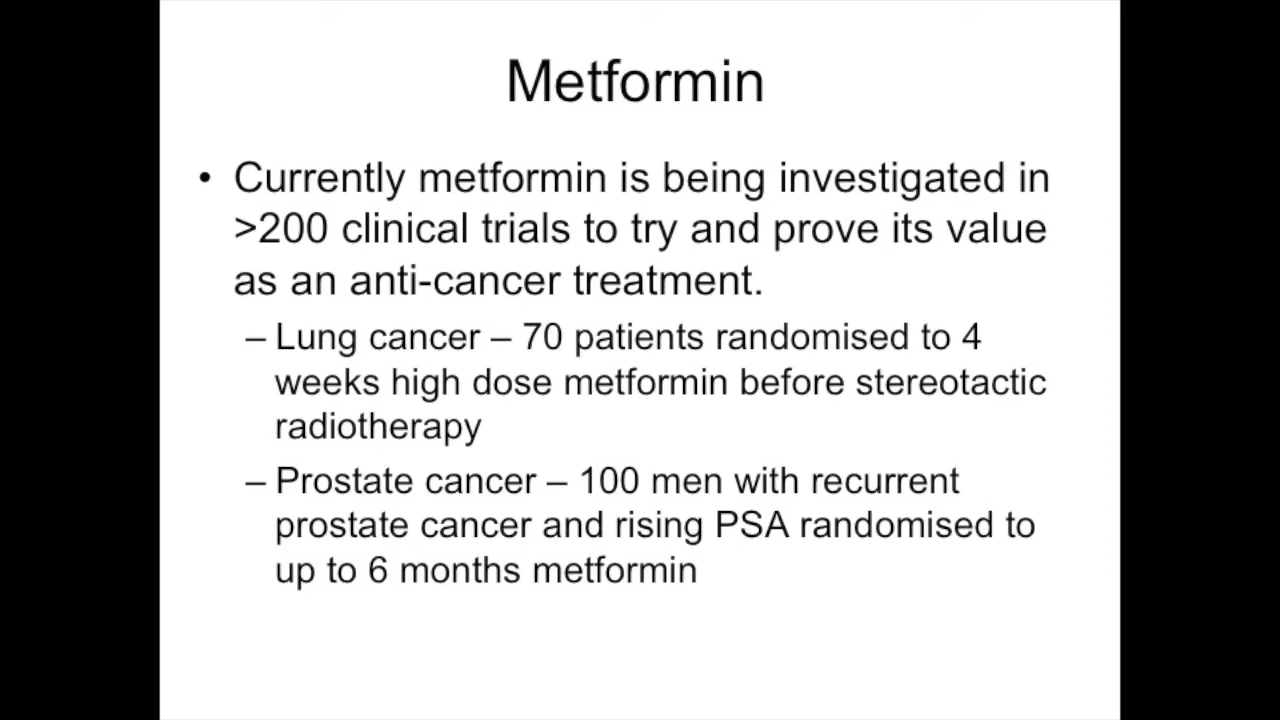 Metformin
• Currently metformin is being investigated in
>200 clinical trials to try and prove its value
as an anti-cancer treatment.
– Lung cancer – 70 patients randomised to 4
weeks high dose metformin before stereotactic
radiotherapy
– Prostate cancer – 100 men with recurrent
prostate cancer and rising PSA randomised to
up to 6 months metformin